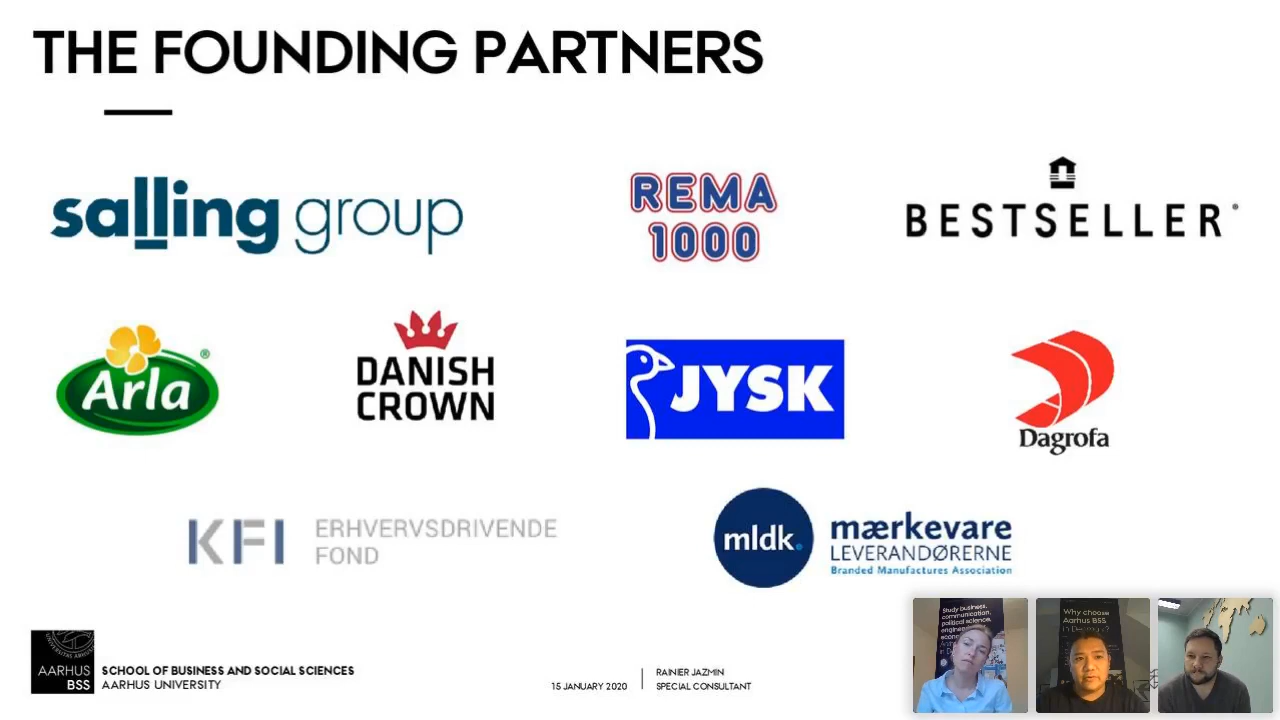 THE FOUNDING PARTNERS
salling group
REMA
1000
BESTSELLER®
Arla®
DANISH
CROWN
JYSK
Dagrofa
KFI ERHVERVSDRIVENDE
FOND
mldk.
mærkevare
LEVERANDØRERNE
Branded Manufactures Association
AARHUS
BSS
SCHOOL OF BUSINESS AND SOCIAL SCIENCES
AARHUS UNIVERSITY
15 JANUARY 2020
RAINIER JAZMIN
SPECIAL CONSULTANT
Study business,
communication,
political science,
Why choose
Aarhus BSS